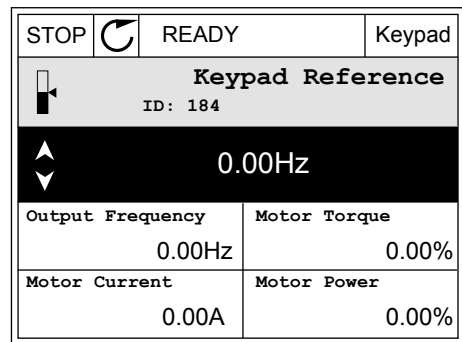 STOP READY Keypad
Keypad Reference
ID: 184
0.00Hz
Output Frequency Motor Torque
0.00Hz 0.00%
Motor Current Motor Power
0.00A 0.00%